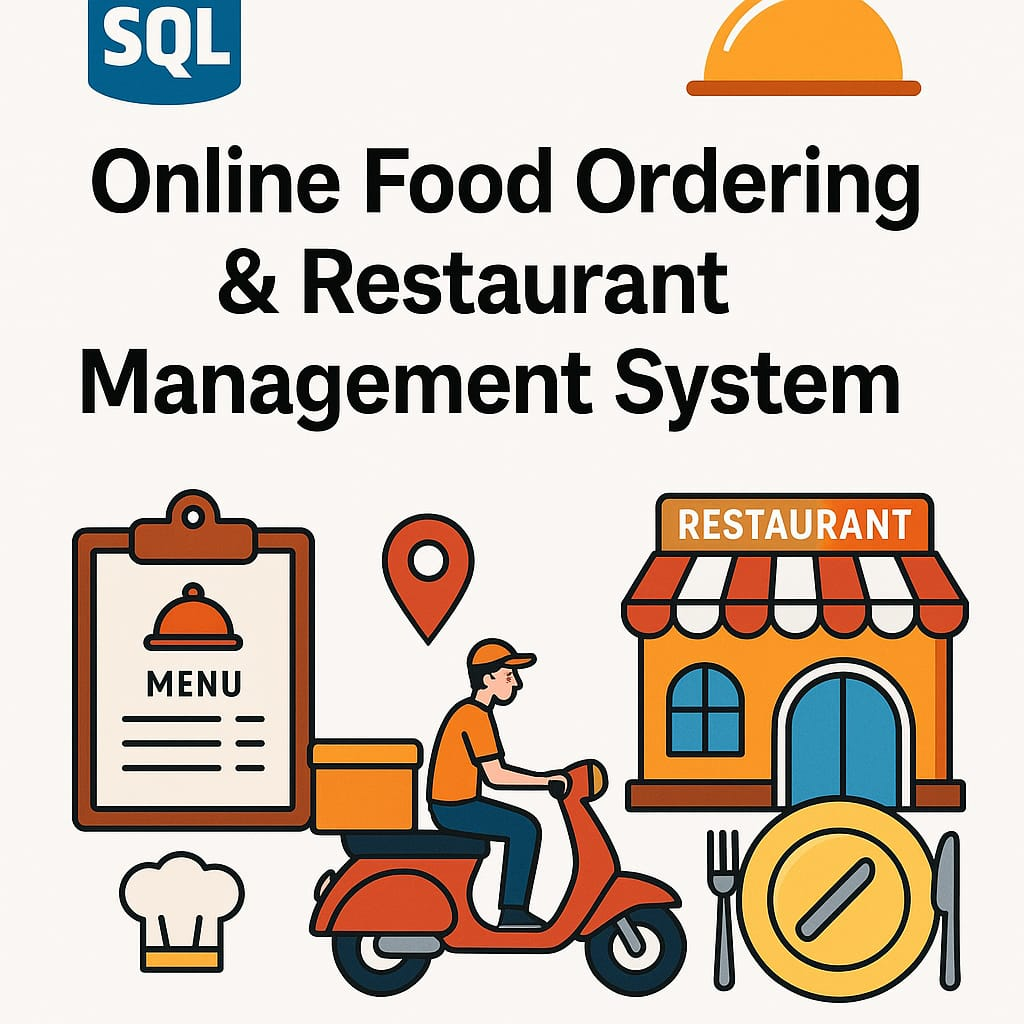 SQL
Online Food Ordering
& Restaurant
Management System
RESTAURANT
MENU